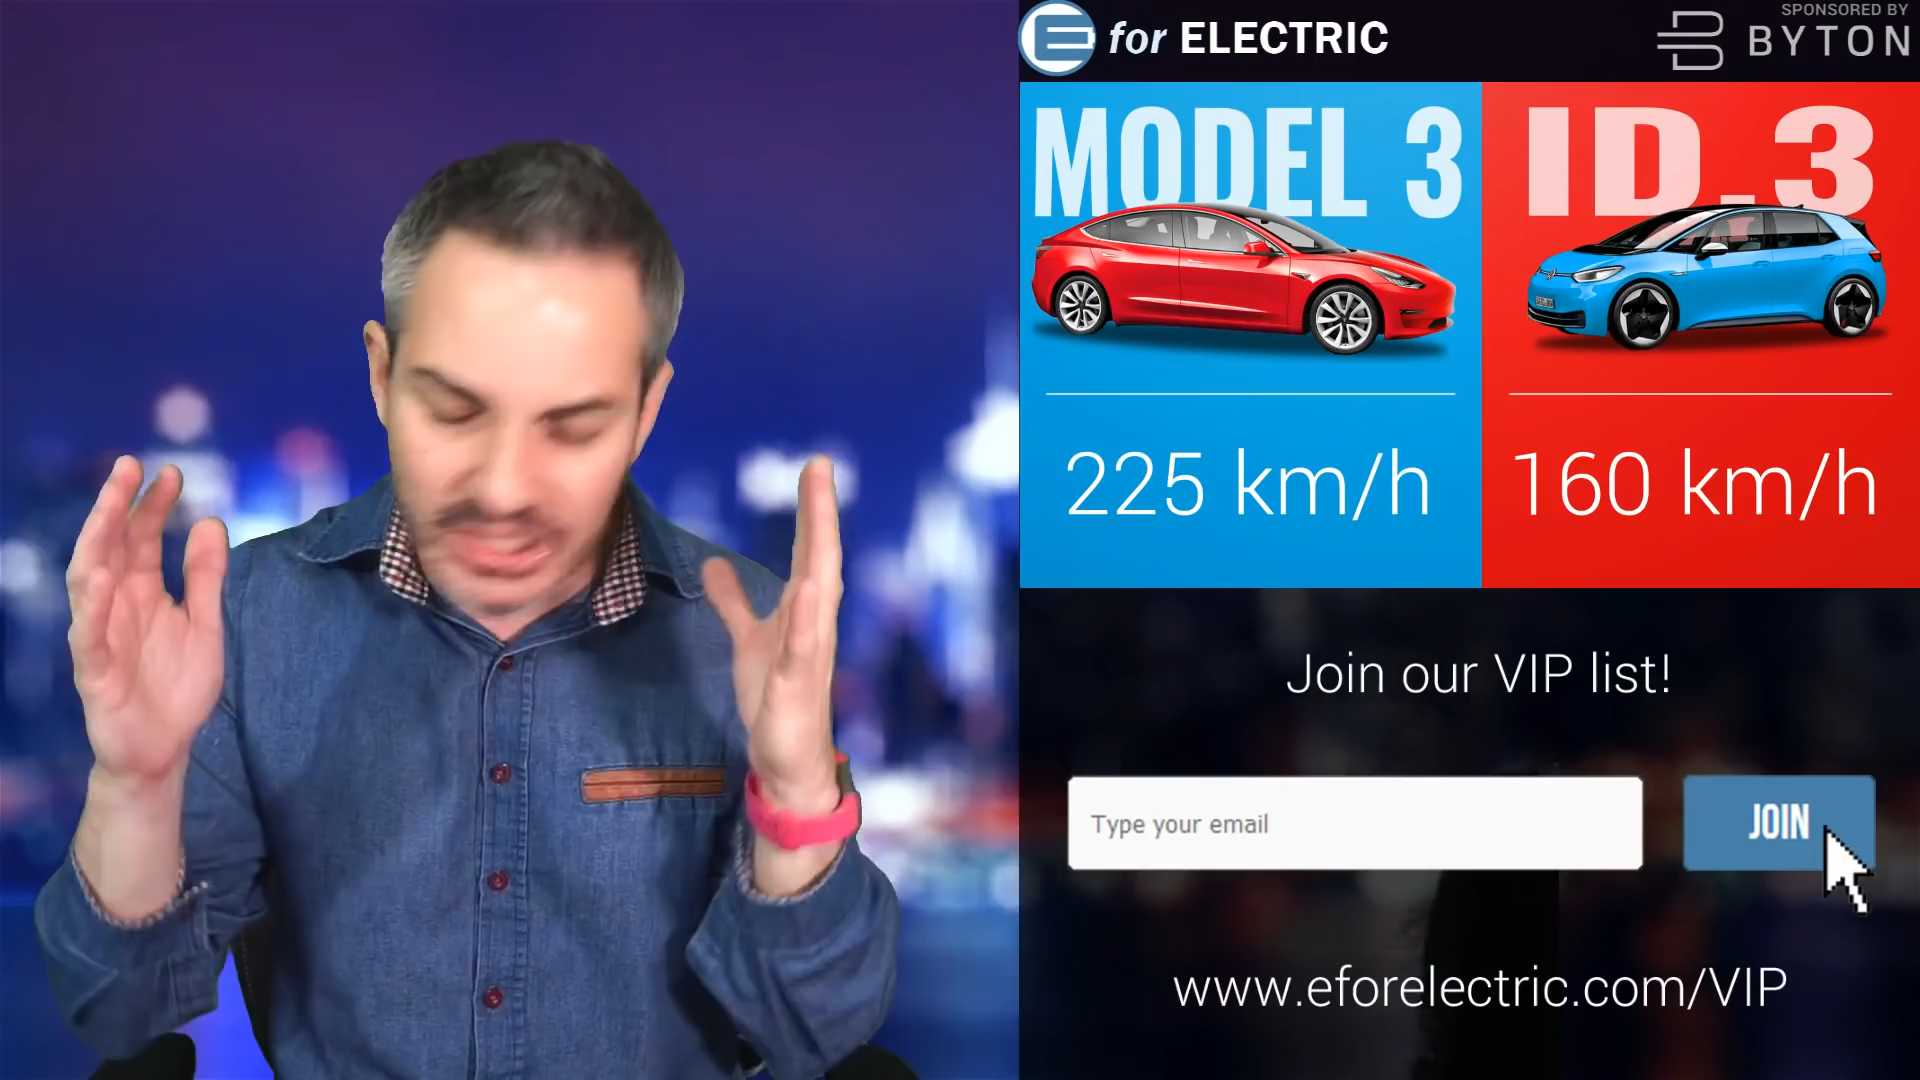 for ELECTRIC
SPONSORED BY
BYTON
MODEL 3
ID.3
225 km/h
160 km/h
Join our VIP list!
Type your email
JOIN
www.eforelectric.com/VIP